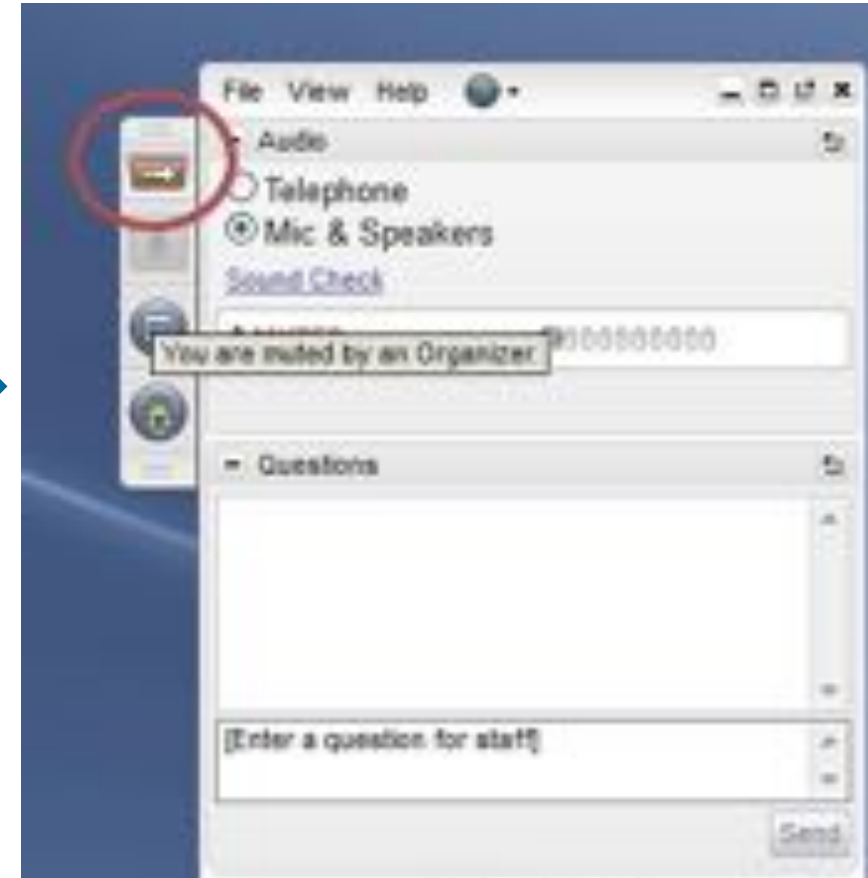 File View Help
Audio
Telephone
Mic & Speakers
Sound Check
You are muted by an Organizer
Questions
[Enter a question for staff]
Send